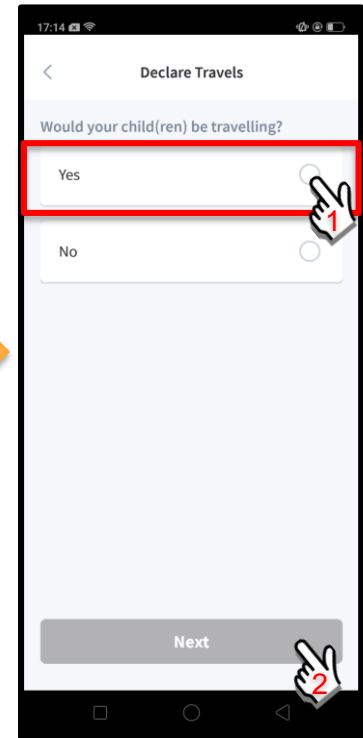 17:14
Declare Travels
Would your child(ren) be travelling?
Yes
1
No
Next
2